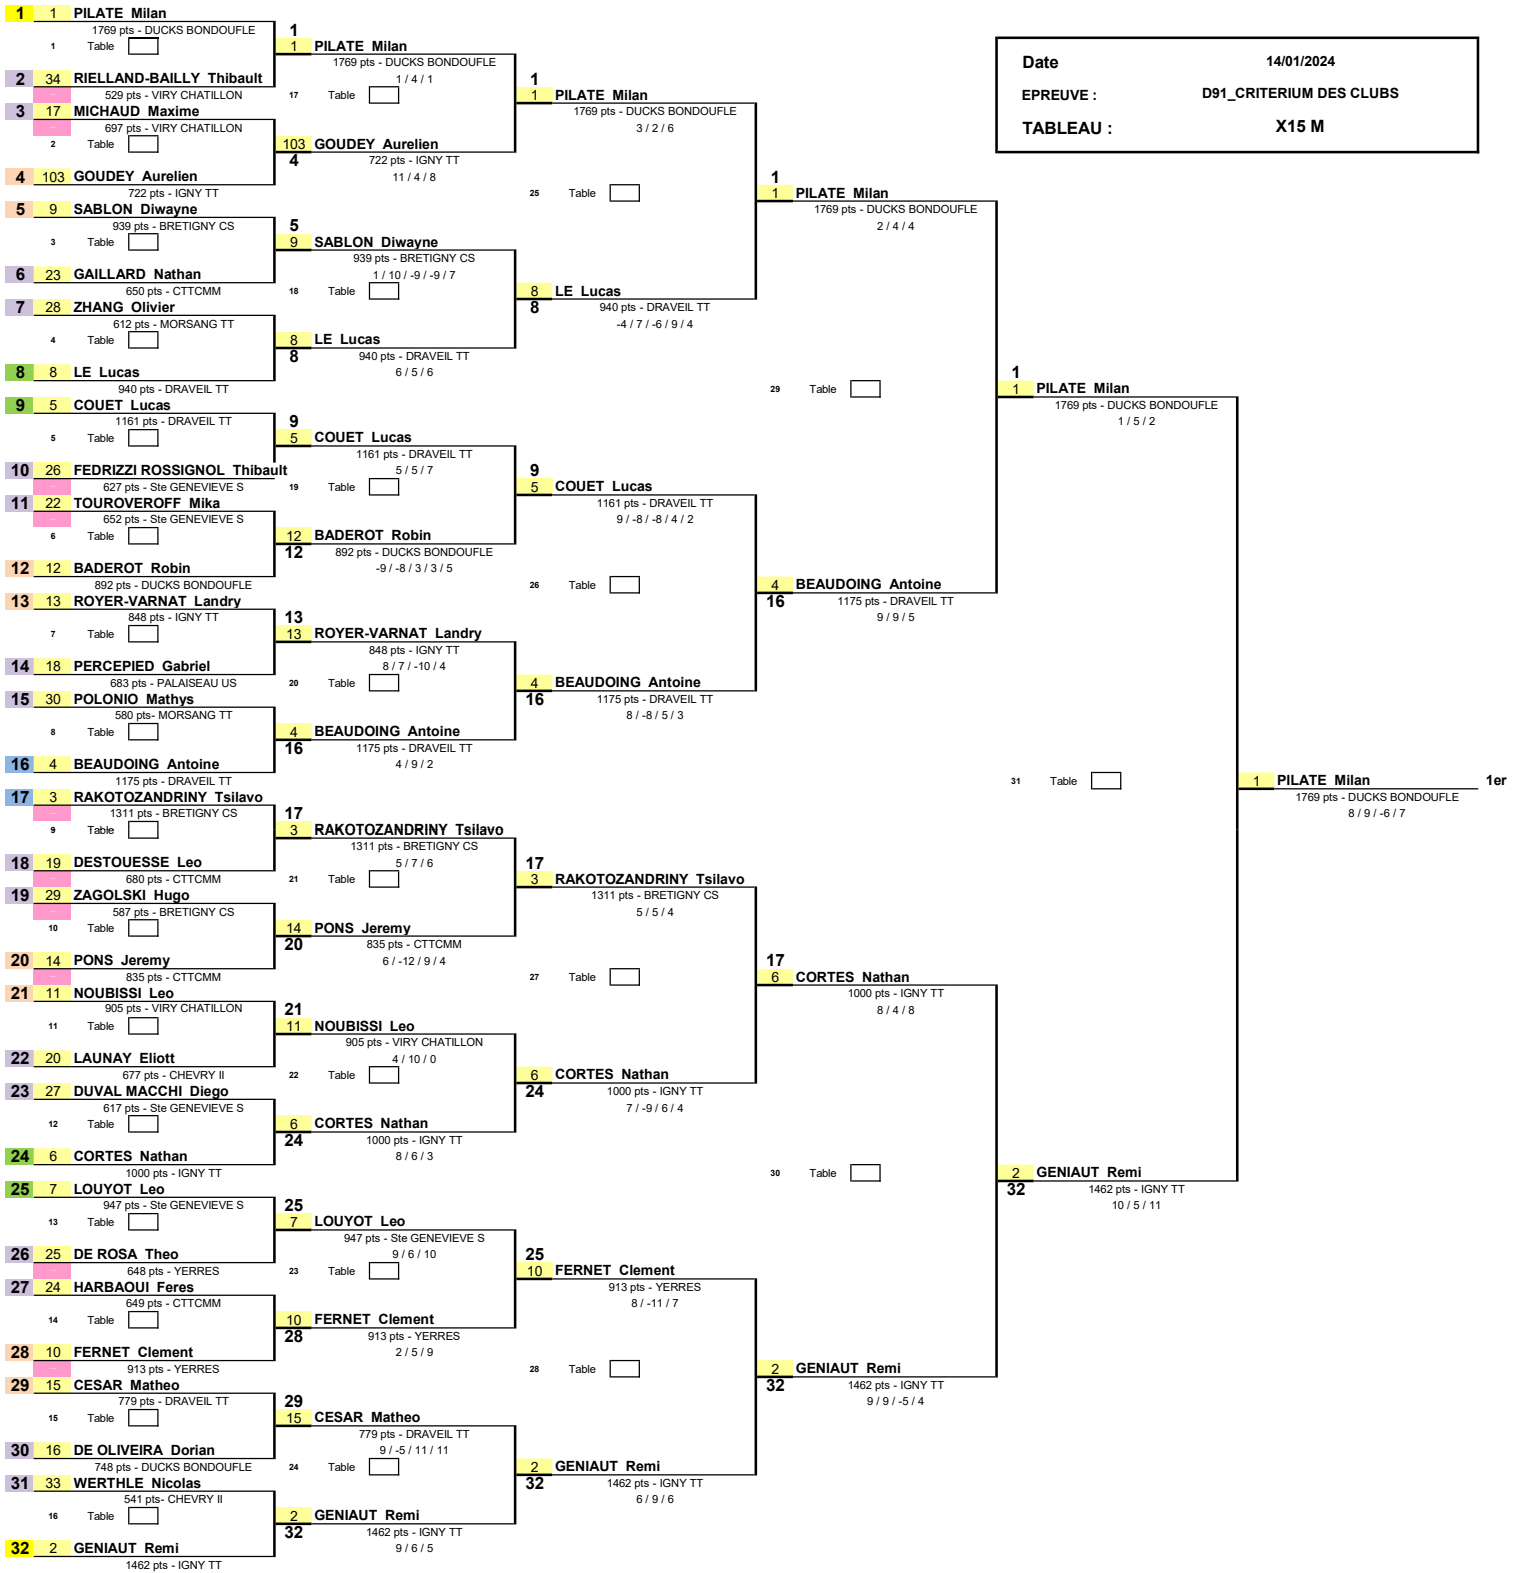 Date 14/01/2024
EPREUVE : D91_CRITERIUM DES CLUBS
TABLEAU : X15 M
1 1 PILATE Milan
1769 pts - DUCKS BONDOUFLE
1 Table
2 34 RIELLAND-BAILLY Thibault
529 pts - VIRY CHATILLON
3 17 MICHAUD Maxime
697 pts - VIRY CHATILLON
2 Table
4 103 GOUDEY Aurelien
722 pts - IGNY TT
5 9 SABLON Diwayne
939 pts - BRETIGNY CS
3 Table
6 23 GAILLARD Nathan
650 pts - CTTCMM
7 28 ZHANG Olivier
612 pts - MORSANG TT
4 Table
8 8 LE Lucas
940 pts - DRAVEIL TT
9 5 COUET Lucas
1161 pts - DRAVEIL TT
5 Table
10 26 FEDRIZZI ROSSIGNOL Thibault
627 pts - Ste GENEVIEVE S
11 22 TOUROVEROFF Mika
652 pts - Ste GENEVIEVE S
6 Table
12 12 BADEROT Robin
892 pts - DUCKS BONDOUFLE
13 13 ROYER-VARNAT Landry
848 pts - IGNY TT
7 Table
14 18 PERCEPIED Gabriel
683 pts - PALAISEAU US
15 30 POLONIO Mathys
580 pts- MORSANG TT
8 Table
16 4 BEAUDOING Antoine
1175 pts - DRAVEIL TT
17 3 RAKOTOZANDRINY Tsilavo
1311 pts - BRETIGNY CS
9 Table
18 19 DESTOUESSE Leo
680 pts - CTTCMM
19 29 ZAGOLSKI Hugo
587 pts - BRETIGNY CS
10 Table
20 14 PONS Jeremy
835 pts - CTTCMM
21 11 NOUBISSI Leo
905 pts - VIRY CHATILLON
11 Table
22 20 LAUNAY Eliott
677 pts - CHEVRY II
23 27 DUVAL MACCHI Diego
617 pts - Ste GENEVIEVE S
12 Table
24 6 CORTES Nathan
1000 pts - IGNY TT
25 7 LOUYOT Leo
947 pts - Ste GENEVIEVE S
13 Table
26 25 DE ROSA Theo
648 pts - YERRES
27 24 HARBAOUI Feres
649 pts - CTTCMM
14 Table
28 10 FERNET Clement
913 pts - YERRES
29 15 CESAR Matheo
779 pts - DRAVEIL TT
15 Table
30 16 DE OLIVEIRA Dorian
748 pts - DUCKS BONDOUFLE
31 33 WERTHLE Nicolas
541 pts- CHEVRY II
16 Table
32 2 GENIAUT Remi
1462 pts - IGNY TT
1
1 PILATE Milan
1769 pts - DUCKS BONDOUFLE
1 / 4 / 1
17 Table
103 GOUDEY Aurelien
4
722 pts - IGNY TT
11 / 4 / 8
5
9 SABLON Diwayne
939 pts - BRETIGNY CS
1 / 10 / -9 / -9 / 7
18 Table
8 LE Lucas
8
940 pts - DRAVEIL TT
6 / 5 / 6
9
5 COUET Lucas
1161 pts - DRAVEIL TT
5 / 5 / 7
19 Table
12 BADEROT Robin
12
892 pts - DUCKS BONDOUFLE
-9 / -8 / 3 / 3 / 5
13
13 ROYER-VARNAT Landry
848 pts - IGNY TT
8 / 7 / -10 / 4
20 Table
4 BEAUDOING Antoine
16
1175 pts - DRAVEIL TT
4 / 9 / 2
17
3 RAKOTOZANDRINY Tsilavo
1311 pts - BRETIGNY CS
5 / 7 / 6
21 Table
14 PONS Jeremy
20
835 pts - CTTCMM
6 / -12 / 9 / 4
21
11 NOUBISSI Leo
905 pts - VIRY CHATILLON
4 / 10 / 0
22 Table
6 CORTES Nathan
24
1000 pts - IGNY TT
8 / 6 / 3
25
7 LOUYOT Leo
947 pts - Ste GENEVIEVE S
9 / 6 / 10
23 Table
10 FERNET Clement
28
913 pts - YERRES
2 / 5 / 9
29
15 CESAR Matheo
779 pts - DRAVEIL TT
9 / -5 / 11 / 11
24 Table
2 GENIAUT Remi
32
1462 pts - IGNY TT
9 / 6 / 5
1
1 PILATE Milan
1769 pts - DUCKS BONDOUFLE
3 / 2 / 6
25 Table
8 LE Lucas
8
940 pts - DRAVEIL TT
-4 / 7 / -6 / 9 / 4
9
5 COUET Lucas
1161 pts - DRAVEIL TT
9 / -8 / -8 / 4 / 2
26 Table
4 BEAUDOING Antoine
16
1175 pts - DRAVEIL TT
8 / -8 / 5 / 3
17
3 RAKOTOZANDRINY Tsilavo
1311 pts - BRETIGNY CS
5 / 5 / 4
27 Table
6 CORTES Nathan
24
1000 pts - IGNY TT
7 / -9 / 6 / 4
25
10 FERNET Clement
913 pts - YERRES
8 / -11 / 7
28 Table
2 GENIAUT Remi
32
1462 pts - IGNY TT
6 / 9 / 6
1
1 PILATE Milan
1769 pts - DUCKS BONDOUFLE
2 / 4 / 4
29 Table
4 BEAUDOING Antoine
16
1175 pts - DRAVEIL TT
9 / 9 / 5
17
6 CORTES Nathan
1000 pts - IGNY TT
8 / 4 / 8
30 Table
2 GENIAUT Remi
32
1462 pts - IGNY TT
9 / 9 / -5 / 4
1
1 PILATE Milan
1769 pts - DUCKS BONDOUFLE
1 / 5 / 2
31 Table
2 GENIAUT Remi
32
1462 pts - IGNY TT
10 / 5 / 11
1 PILATE Milan 1er
1769 pts - DUCKS BONDOUFLE
8 / 9 / -6 / 7